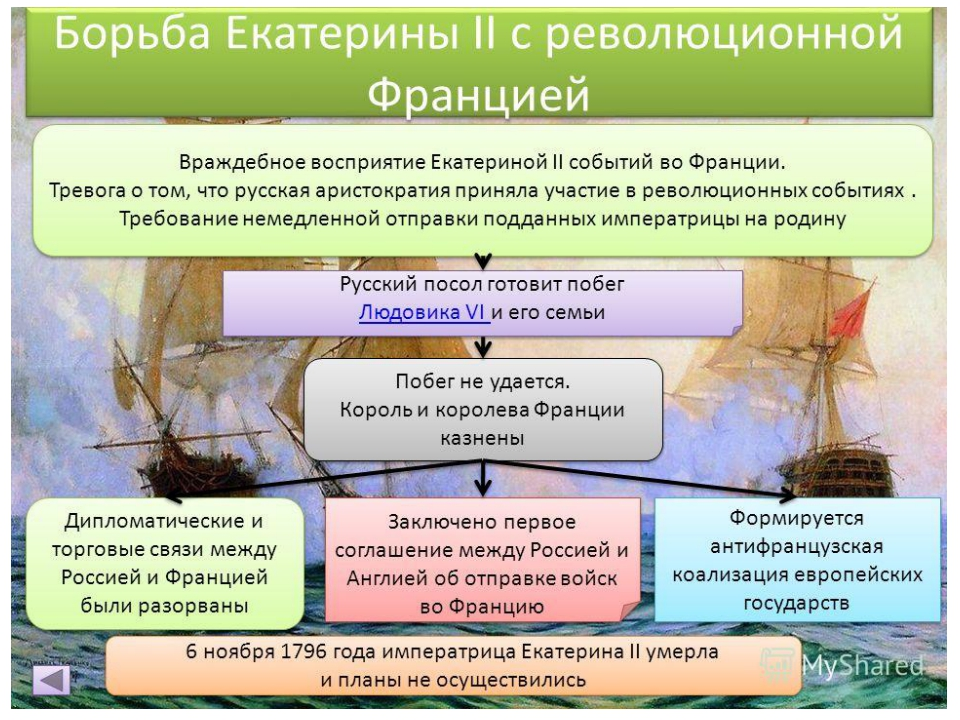 Борьба Екатерины II с революционной
Францией
Враждебное восприятие Екатериной II событий во Франции.
Тревога о том, что русская аристократия приняла участие в революционных событиях .
Требование немедленной отправки подданных императрицы на родину
Русский посол готовит побег
Людовика VI и его семьи
Побег не удается.
Король и королева Франции
казнены
Дипломатические и
торговые связи между
Россией и Францией
были разорваны
Заключено первое
соглашение между Россией и
Англией об отправке войск
во Францию
Формируется
антифранцузская
коализация европейских
государств
6 ноября 1796 года императрица Екатерина II умерла
и планы не осуществились
MyShared